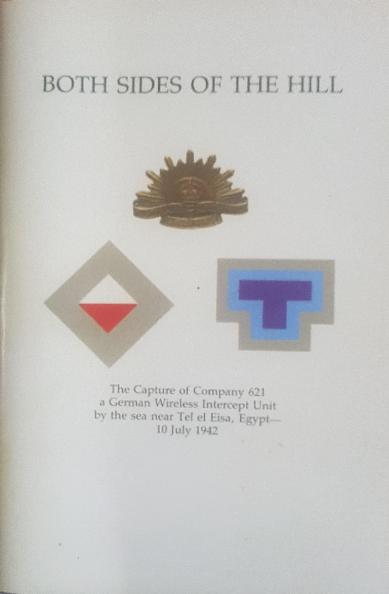 BOTH SIDES OF THE HILL
The Capture of Company 621
a German Wireless Intercept Unit
by the sea near Tel el Eisa, Egypt—
10 July 1942